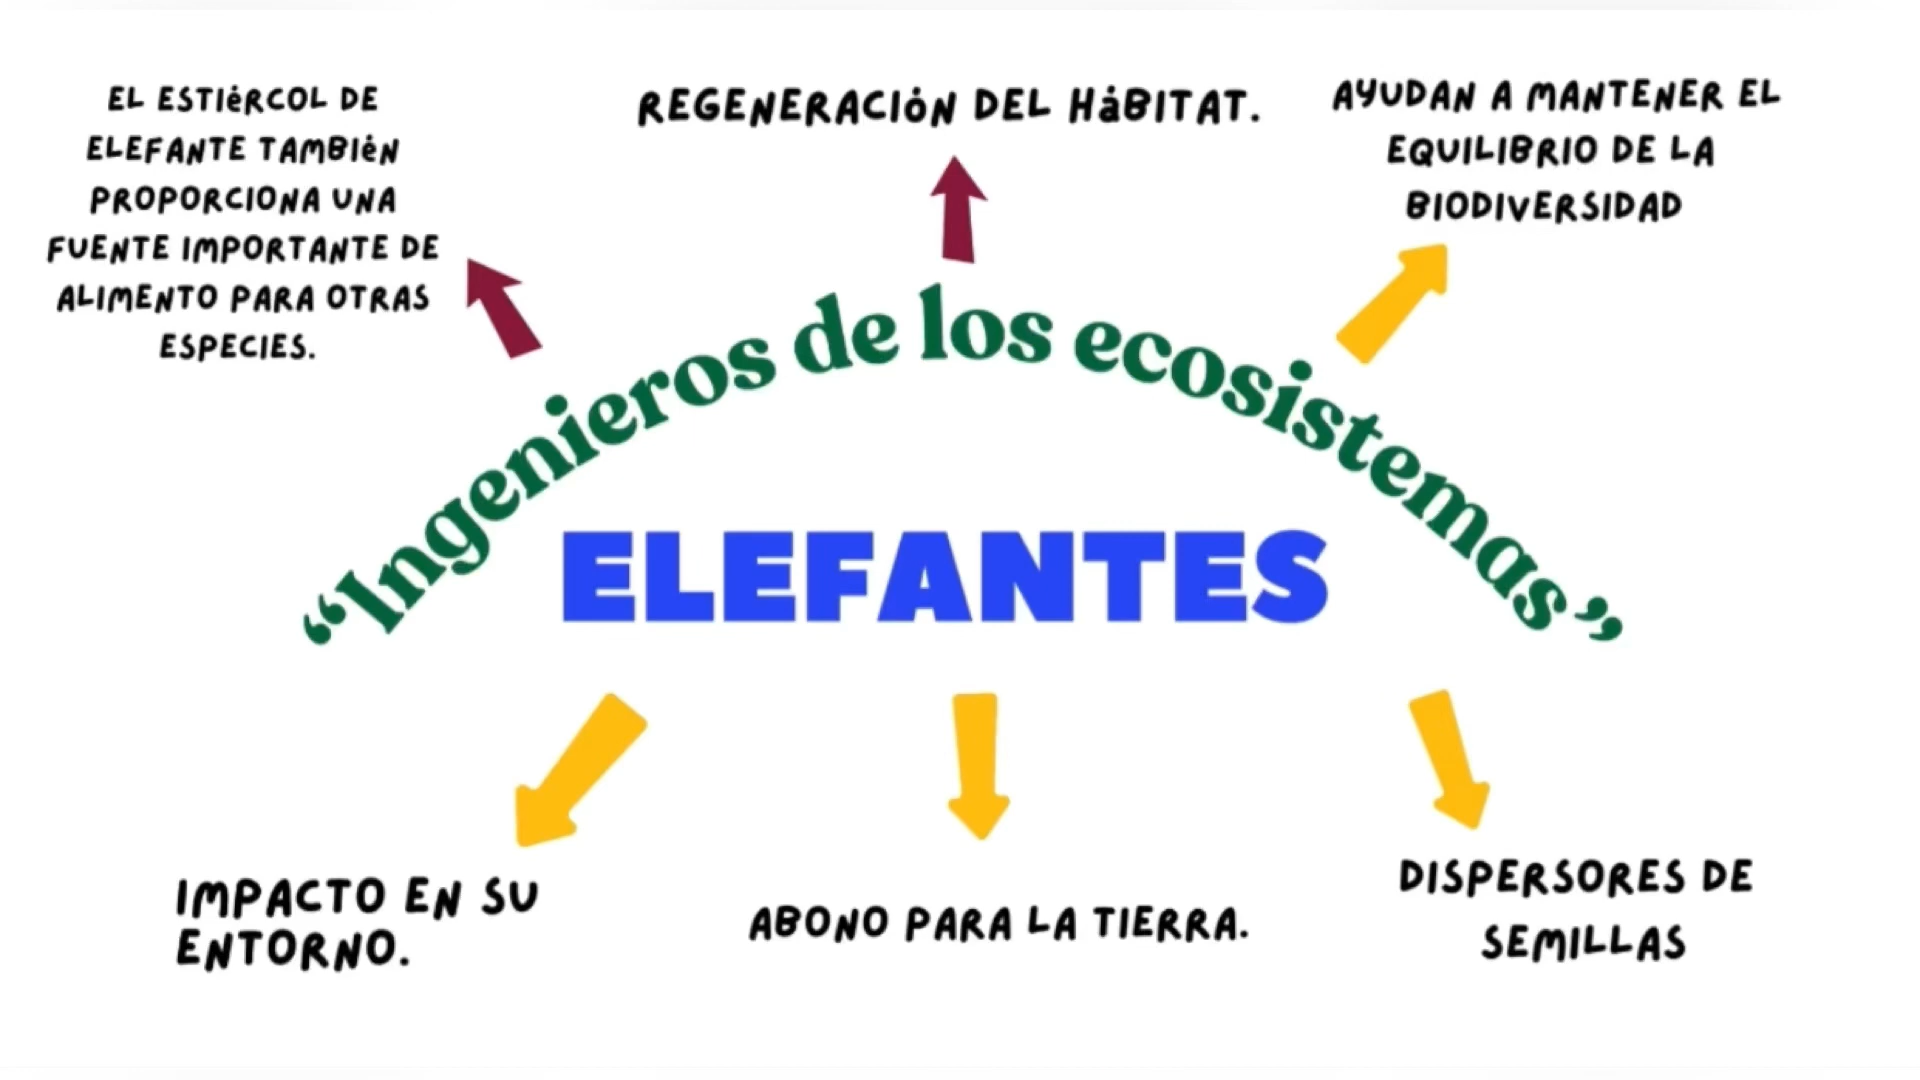 EL ESTIéRCOL DE
ELEFANTE TAMBIéN
PROPORCIONA UNA
FUENTE IMPORTANTE DE
ALIMENTO PARA OTRAS
ESPECIES.
REGENERACIóN DEL HáBITAT.
AYUDAN A MANTENER EL
EQUILIBRIO DE LA
BIODIVERSIDAD
“Ingenieros de los ecosistemas”
ELEFANTES
IMPACTO EN SU
ENTORNO.
ABONO PARA LA TIERRA.
DISPERSORES DE
SEMILLAS